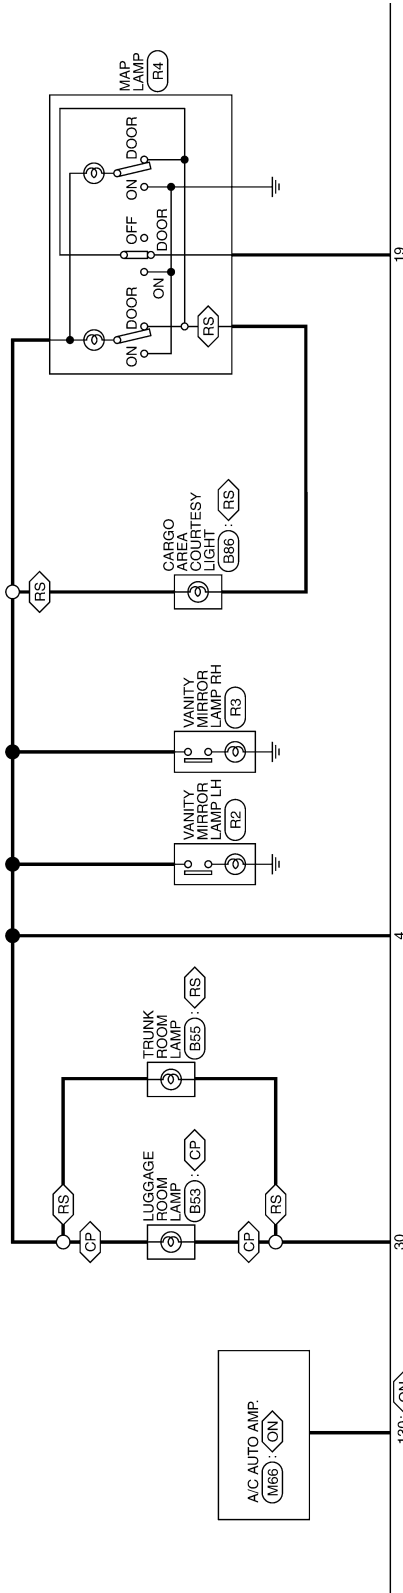 MAP
LAMP
R4
DOOR
ON
OFF
DOOR
ON
DOOR
ON
RS
19
RS
CARGO
AREA
COURTESY
LIGHT
B86 : RS
VANITY
MIRROR
LAMP RH
R3
VANITY
MIRROR
LAMP LH
R2
4
TRUNK
ROOM
LAMP
B55 : RS
RS
RS
LUGGAGE
ROOM
LAMP
B53 : CP
CP
CP
30
A/C AUTO AMP.
M66 : ON